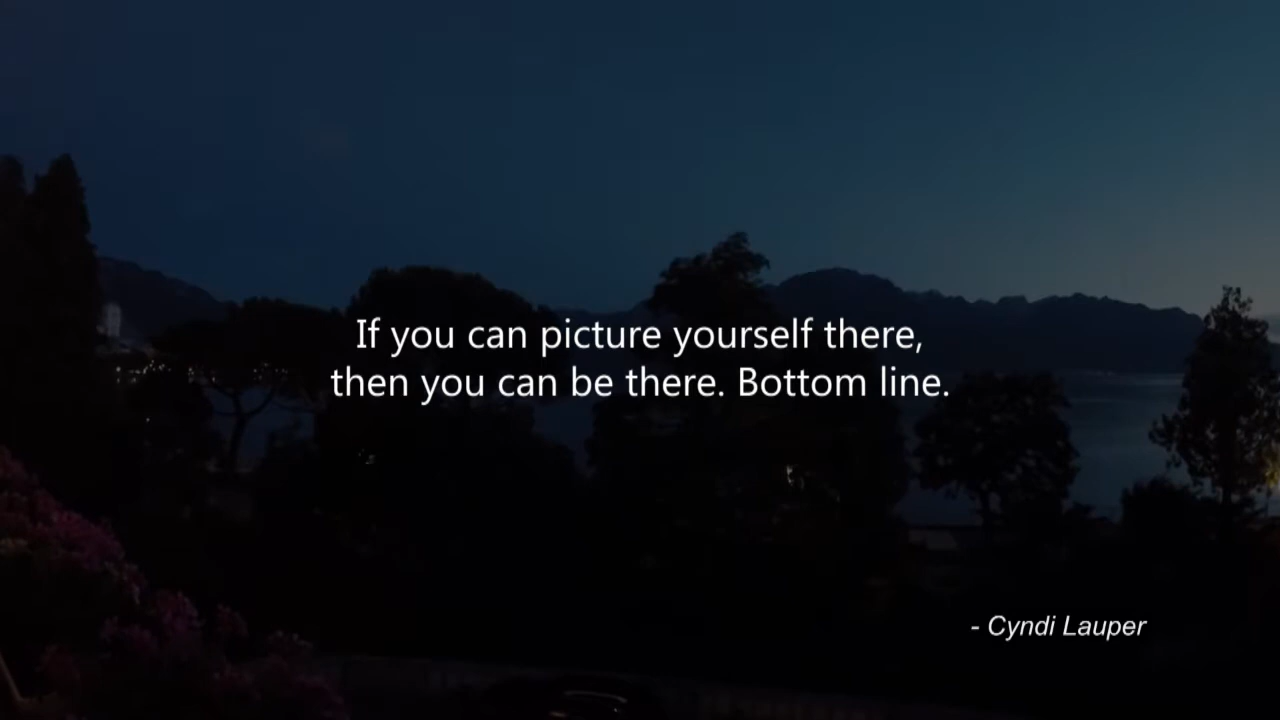 If you can picture yourself there,
then you can be there. Bottom line.
- Cyndi Lauper